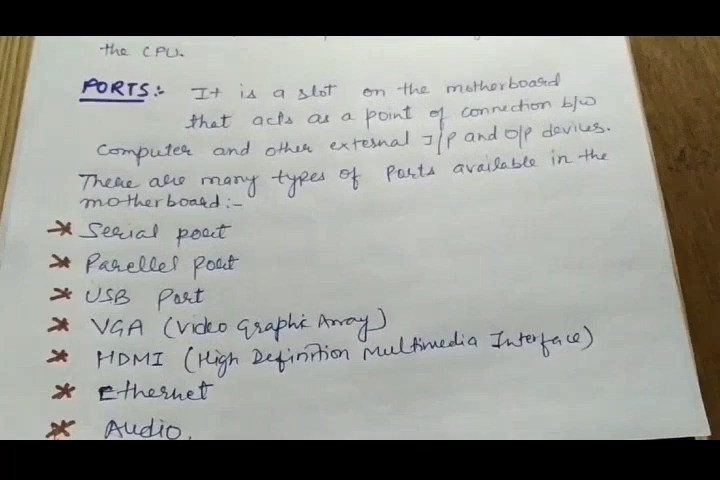 the CPU.
PORTS:- It is a slot on the motherboard
that acts as a point of connection b/w
Computer and other external I/P and O/P devices.
There are many types of Ports available in the
motherboard:-
* Serial port
* Parellel Port
* USB Port
* VGA (Video Graphic Array)
* HDMI (High Definition Multimedia Interface)
* Ethernet
* Audio.